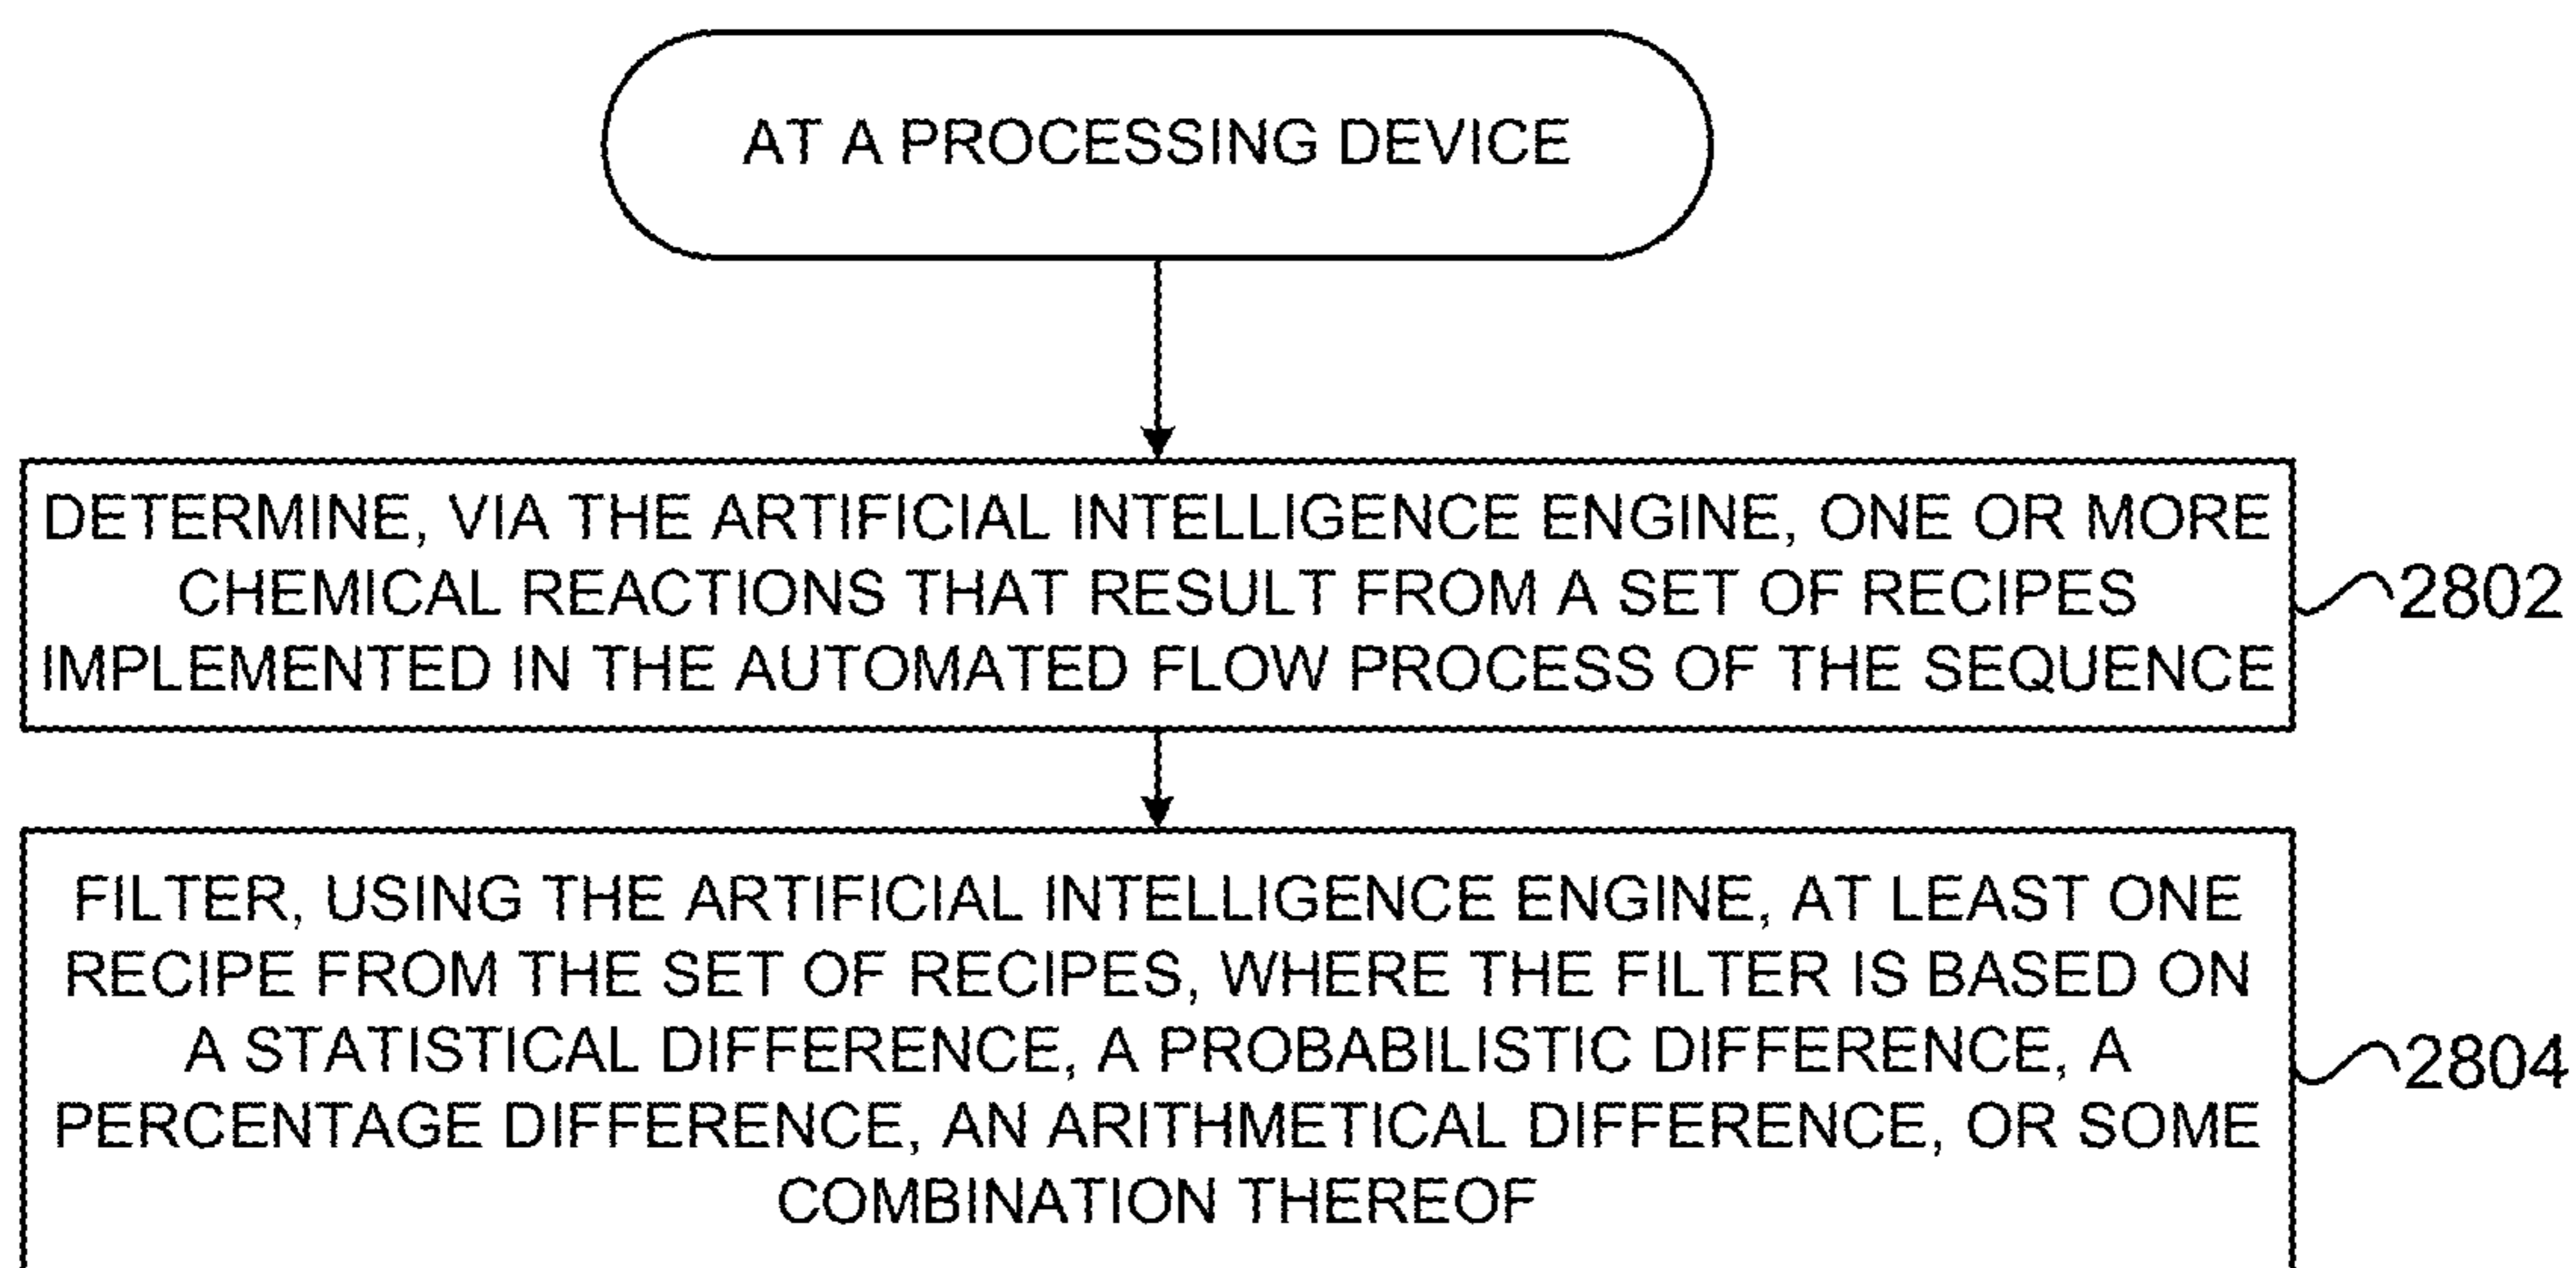 AT A PROCESSING DEVICE
DETERMINE, VIA THE ARTIFICIAL INTELLIGENCE ENGINE, ONE OR MORE
CHEMICAL REACTIONS THAT RESULT FROM A SET OF RECIPES
IMPLEMENTED IN THE AUTOMATED FLOW PROCESS OF THE SEQUENCE
2802
FILTER, USING THE ARTIFICIAL INTELLIGENCE ENGINE, AT LEAST ONE
RECIPE FROM THE SET OF RECIPES, WHERE THE FILTER IS BASED ON
A STATISTICAL DIFFERENCE, A PROBABILISTIC DIFFERENCE, A
PERCENTAGE DIFFERENCE, AN ARITHMETICAL DIFFERENCE, OR SOME
COMBINATION THEREOF
2804